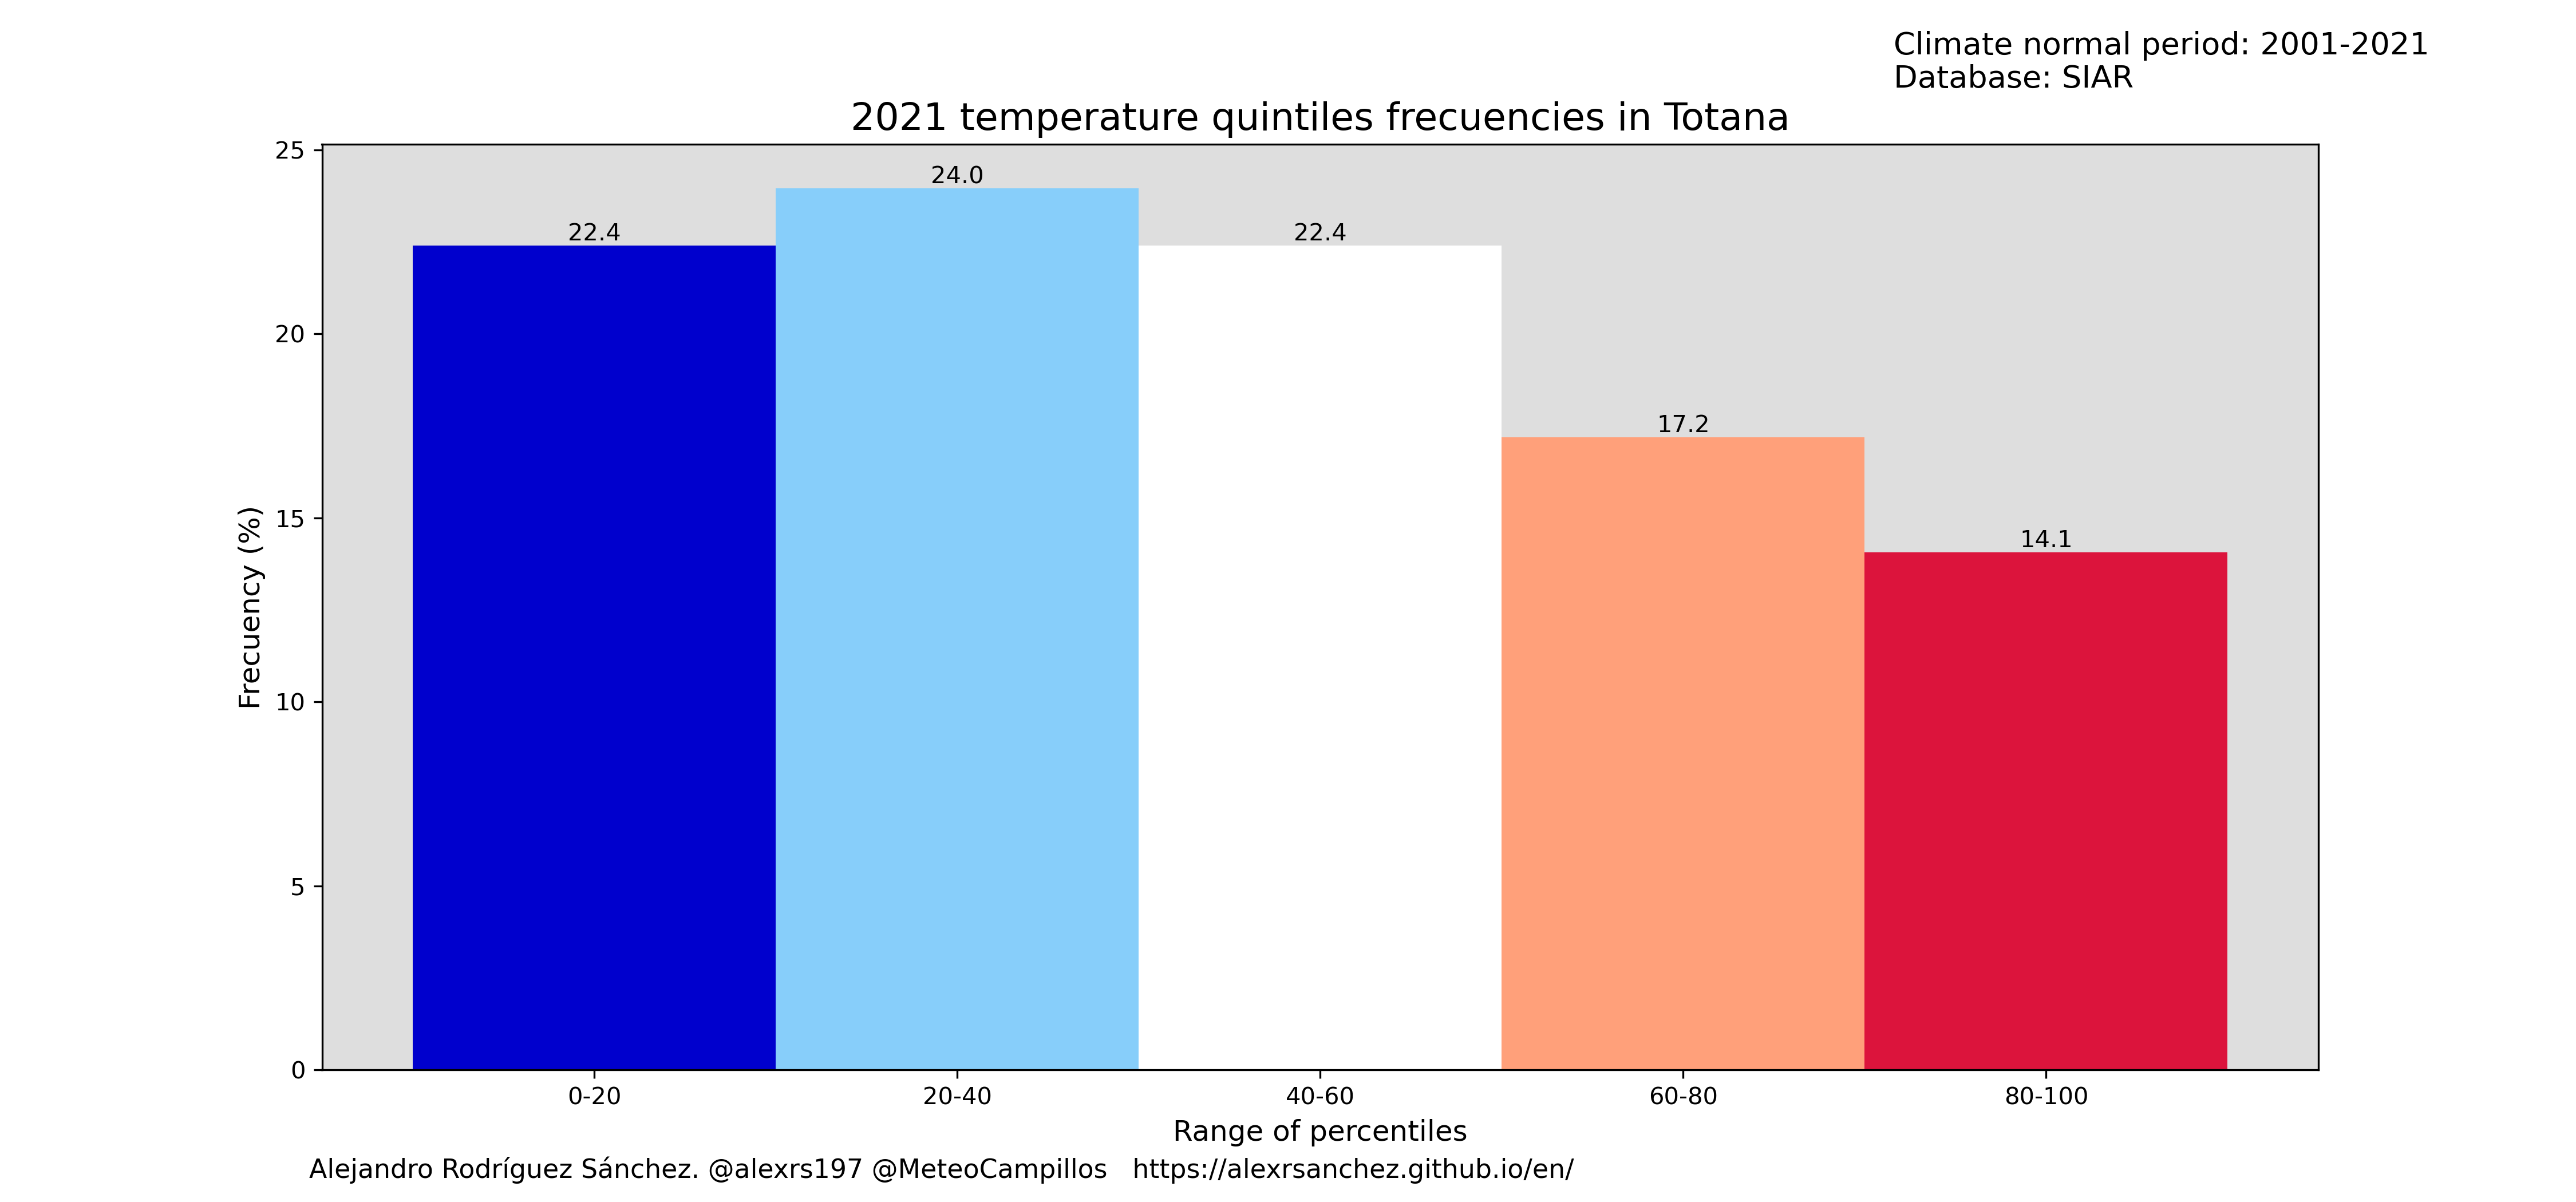 Climate normal period: 2001-2021
Database: SIAR
2021 temperature quintiles frecuencies in Totana
25
20
15
10
5
0
Frecuency (%)
22.4
24.0
22.4
17.2
14.1
0-20
20-40
40-60
60-80
80-100
Range of percentiles
Alejandro Rodríguez Sánchez. @alexrs197 @MeteoCampillos https://alexrsanchez.github.io/en/